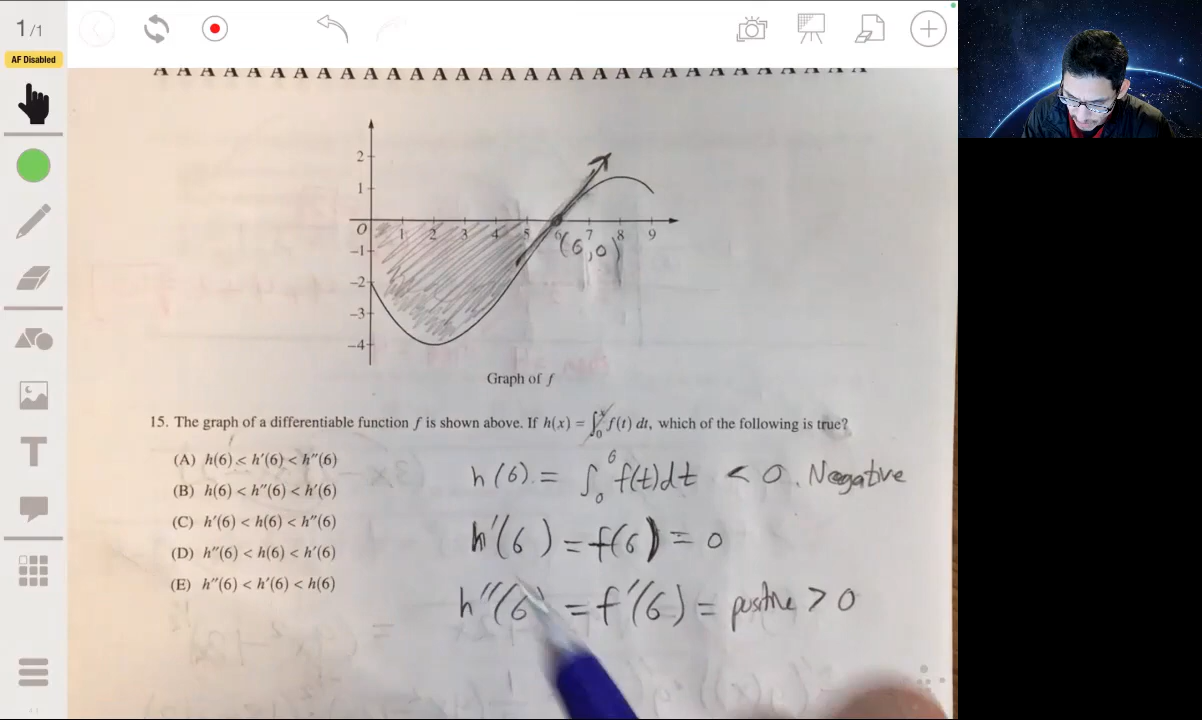 1/1
AF Disabled
T
A A A A A A A A A A A A A A A A A A A A A A A A A A A A A A A
2
1
O 1 2 3 4 5 6 7 8 9
(6,0)
-1
-2
-3
-4
Graph of f
15. The graph of a differentiable function f is shown above. If h(x) = ∫₀ˣ f(t) dt, which of the following is true?
(A) h(6) < h′(6) < h″(6)
(B) h(6) < h″(6) < h′(6)
(C) h′(6) < h(6) < h″(6)
(D) h″(6) < h(6) < h′(6)
(E) h″(6) < h′(6) < h(6)
h(6) = ∫₀⁶ f(t)dt < 0. Negative
h′(6) = f(6) = 0
h″(6) = f′(6) = positive > 0